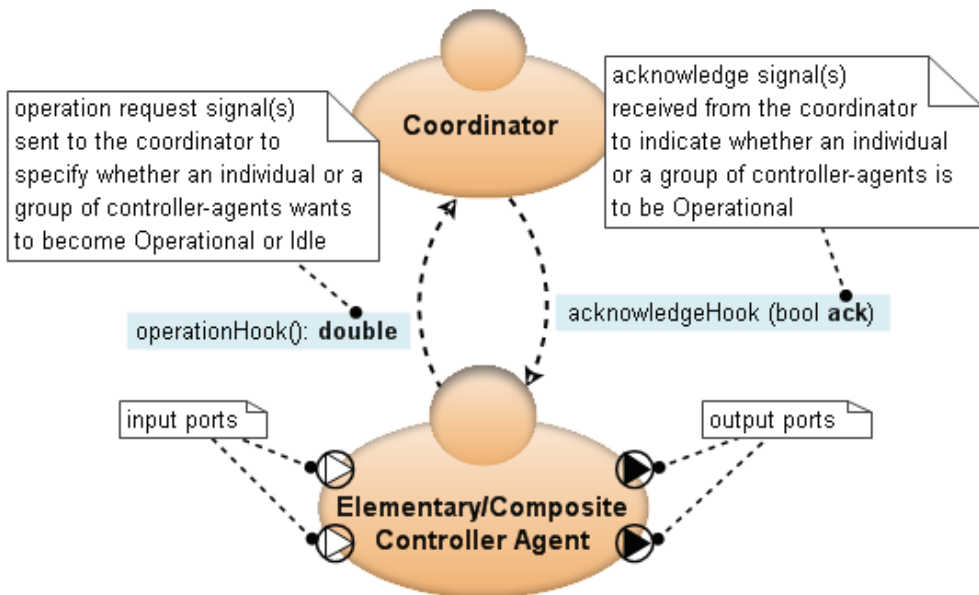 Coordinator
operation request signal(s)
sent to the coordinator to
specify whether an individual or a
group of controller-agents wants
to become Operational or Idle
acknowledge signal(s)
received from the coordinator
to indicate whether an individual
or a group of controller-agents is
to be Operational
operationHook(): double
acknowledgeHook (bool ack)
input ports
output ports
Elementary/Composite
Controller Agent